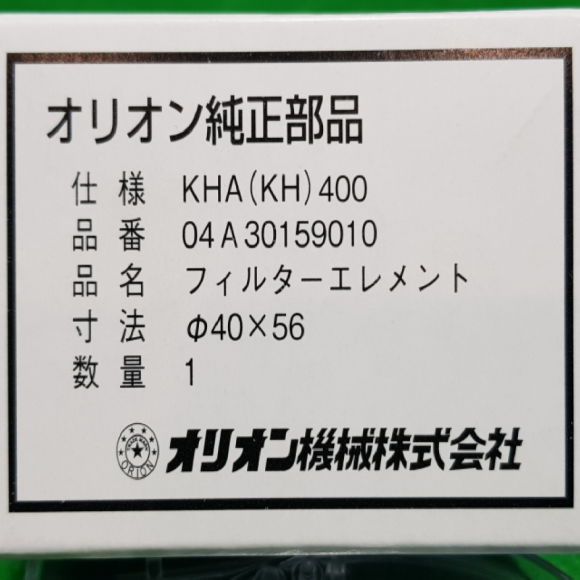 オリオン純正部品
仕様 KHA(KH)400
品番 04A30159010
品名 フィルターエレメント
寸法 Φ40×56
数量 1
TRADE MARK
ORION
オリオン機械株式会社